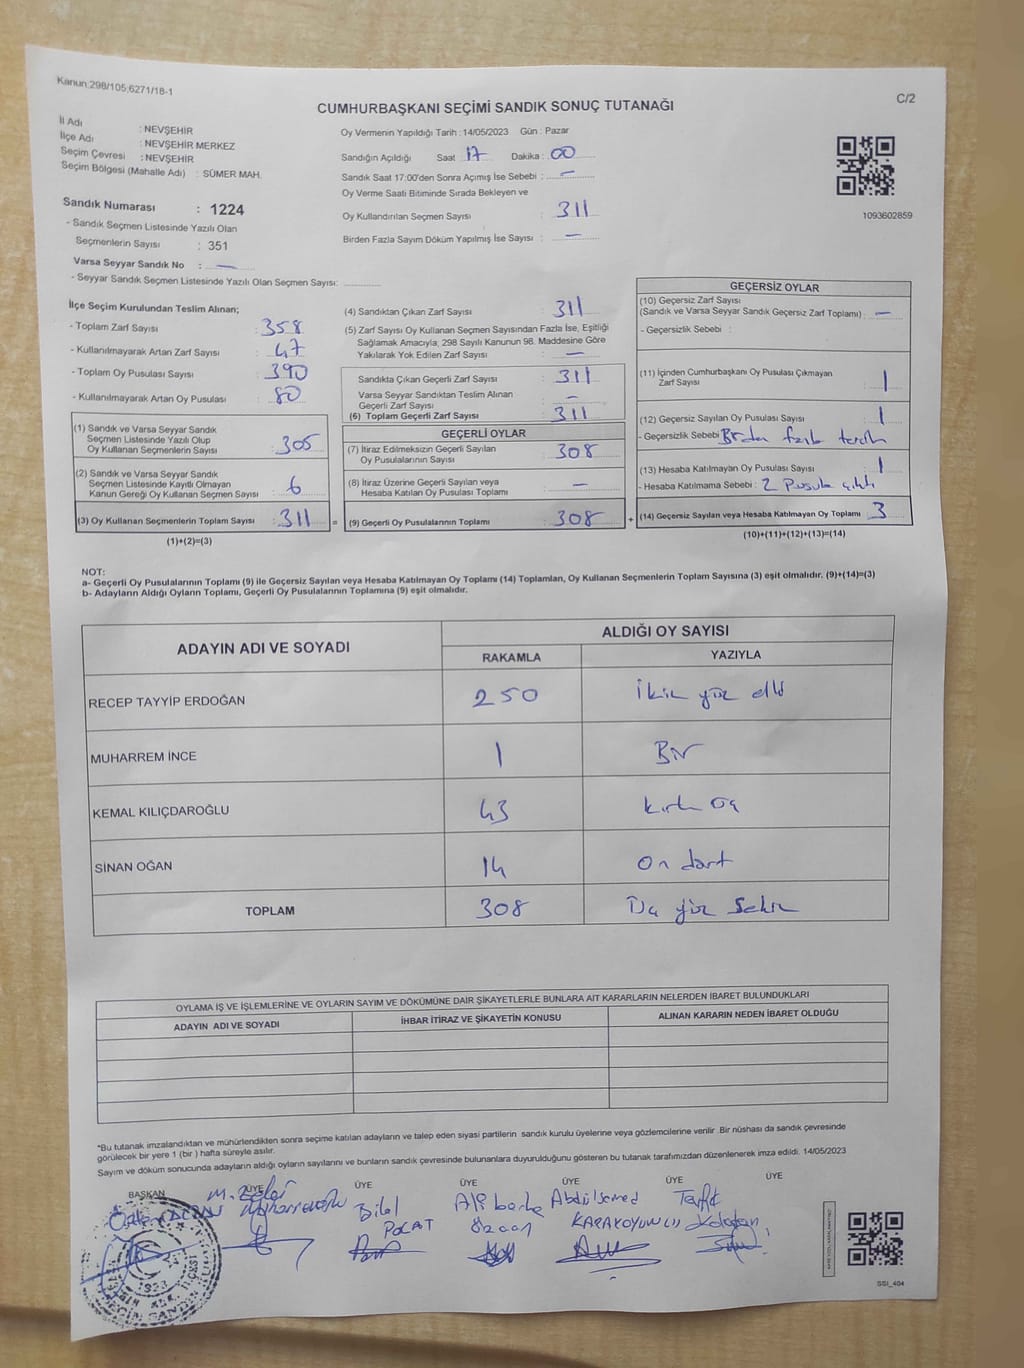 Kanun:298/105,6271/18-1
C/2
CUMHURBAŞKANI SEÇİMİ SANDIK SONUÇ TUTANAĞI
İl Adı : NEVŞEHİR
İlçe Adı : NEVŞEHİR MERKEZ
Seçim Çevresi : NEVŞEHİR
Seçim Bölgesi (Mahalle Adı) : SÜMER MAH.
Sandık Numarası : 1224
- Sandık Seçmen Listesinde Yazılı Olan
Seçmenlerin Sayısı : 351
Varsa Seyyar Sandık No : —
- Seyyar Sandık Seçmen Listesinde Yazılı Olan Seçmen Sayısı:
Oy Vermenin Yapıldığı Tarih : 14/05/2023 Gün : Pazar
Sandığın Açıldığı Saat 17 Dakika : 00
Sandık Saat 17:00'den Sonra Açımış İse Sebebi : —
Oy Verme Saati Bitiminde Sırada Bekleyen ve
Oy Kullandırılan Seçmen Sayısı : 311
Birden Fazla Sayım Döküm Yapılmış İse Sayısı : —
1093602859
İlçe Seçim Kurulundan Teslim Alınan;
- Toplam Zarf Sayısı : 358
- Kullanılmayarak Artan Zarf Sayısı : 47
- Toplam Oy Pusulası Sayısı : 390
- Kullanılmayarak Artan Oy Pusulası : 80
(1) Sandık ve Varsa Seyyar Sandık
Seçmen Listesinde Yazılı Olup
Oy Kullanan Seçmenlerin Sayısı : 305
(2) Sandık ve Varsa Seyyar Sandık
Seçmen Listesinde Kayıtlı Olmayan
Kanun Gereği Oy Kullanan Seçmen Sayısı : 6
(3) Oy Kullanan Seçmenlerin Toplam Sayısı : 311
(1)+(2)=(3)
(4) Sandıktan Çıkan Zarf Sayısı : 311
(5) Zarf Sayısı Oy Kullanan Seçmen Sayısından Fazla İse, Eşitliği
Sağlamak Amacıyla, 298 Sayılı Kanunun 98. Maddesine Göre
Yakılarak Yok Edilen Zarf Sayısı : —
Sandıkta Çıkan Geçerli Zarf Sayısı : 311
Varsa Seyyar Sandıktan Teslim Alınan
Geçerli Zarf Sayısı : —
(6) Toplam Geçerli Zarf Sayısı : 311
GEÇERLİ OYLAR
(7) İtiraz Edilmeksizin Geçerli Sayılan
Oy Pusulalarının Sayısı : 308
(8) İtiraz Üzerine Geçerli Sayılan veya
Hesaba Katılan Oy Pusulası Toplamı : —
= (9) Geçerli Oy Pusulalarının Toplamı : 308
GEÇERSİZ OYLAR
(10) Geçersiz Zarf Sayısı
(Sandık ve Varsa Seyyar Sandık Geçersiz Zarf Toplamı) : —
- Geçersizlik Sebebi :
(11) İçinden Cumhurbaşkanı Oy Pusulası Çıkmayan
Zarf Sayısı : 1
(12) Geçersiz Sayılan Oy Pusulası Sayısı : 1
- Geçersizlik Sebebi Birden fazla tercih
(13) Hesaba Katılmayan Oy Pusulası Sayısı : 1
- Hesaba Katılmama Sebebi : 2 Pusula çıktı
+ (14) Geçersiz Sayılan veya Hesaba Katılmayan Oy Toplamı : 3
(10)+(11)+(12)+(13)=(14)
NOT:
a- Geçerli Oy Pusulalarının Toplamı (9) ile Geçersiz Sayılan veya Hesaba Katılmayan Oy Toplamı (14) Toplamları, Oy Kullanan Seçmenlerin Toplam Sayısına (3) eşit olmalıdır. (9)+(14)=(3)
b- Adayların Aldığı Oyların Toplamı, Geçerli Oy Pusulalarının Toplamına (9) eşit olmalıdır.
ADAYIN ADI VE SOYADI
ALDIĞI OY SAYISI
RAKAMLA YAZIYLA
RECEP TAYYİP ERDOĞAN 250 İkiyüz elli
MUHARREM İNCE 1 Bir
KEMAL KILIÇDAROĞLU 43 kırk üç
SİNAN OĞAN 14 On dört
TOPLAM 308 Üç yüz Sekiz
OYLAMA İŞ VE İŞLEMLERİNE VE OYLARIN SAYIM VE DÖKÜMÜNE DAİR ŞİKAYETLERLE BUNLARA AİT KARARLARIN NELERDEN İBARET BULUNDUKLARI
ADAYIN ADI VE SOYADI İHBAR İTİRAZ VE ŞİKAYETİN KONUSU ALINAN KARARIN NEDEN İBARET OLDUĞU
*Bu tutanak imzalandıktan ve mühürlendikten sonra seçime katılan adayların ve talep eden siyasi partilerin sandık kurulu üyelerine veya gözlemcilerine verilir .Bir nüshası da sandık çevresinde
görülecek bir yere 1 (bir ) hafta süreyle asılır.
Sayım ve döküm sonucunda adayların aldığı oyların sayılarını ve bunların sandık çevresinde bulunanlara duyurulduğunu gösteren bu tutanak tarafımızdan düzenlenerek imza edildi. 14/05/2023
BAŞKAN ÜYE ÜYE ÜYE ÜYE ÜYE ÜYE
Bilal
POLAT
Abdülsamed
KARAKOYUNCU
Tevfik
SSI_404